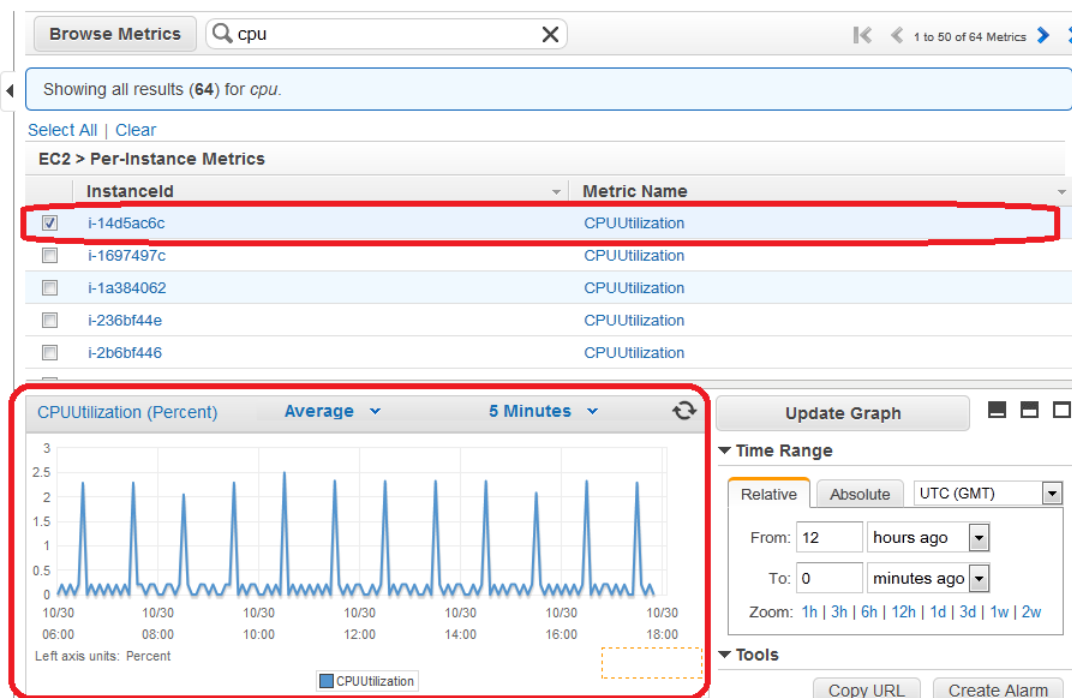 Browse Metrics cpu 1 to 50 of 64 Metrics
Showing all results (64) for cpu.
Select All | Clear
EC2 > Per-Instance Metrics
InstanceId Metric Name
i-14d5ac6c CPUUtilization
i-1697497c CPUUtilization
i-1a384062 CPUUtilization
i-236bf44e CPUUtilization
i-2b6bf446 CPUUtilization
CPUUtilization (Percent) Average 5 Minutes
3
2.5
2
1.5
1
0.5
0
10/30 10/30 10/30 10/30 10/30 10/30 10/30
06:00 08:00 10:00 12:00 14:00 16:00 18:00
Left axis units: Percent
CPUUtilization
Update Graph
Time Range
Relative Absolute UTC (GMT)
From: 12 hours ago
To: 0 minutes ago
Zoom: 1h | 3h | 6h | 12h | 1d | 3d | 1w | 2w
Tools
Copy URL Create Alarm